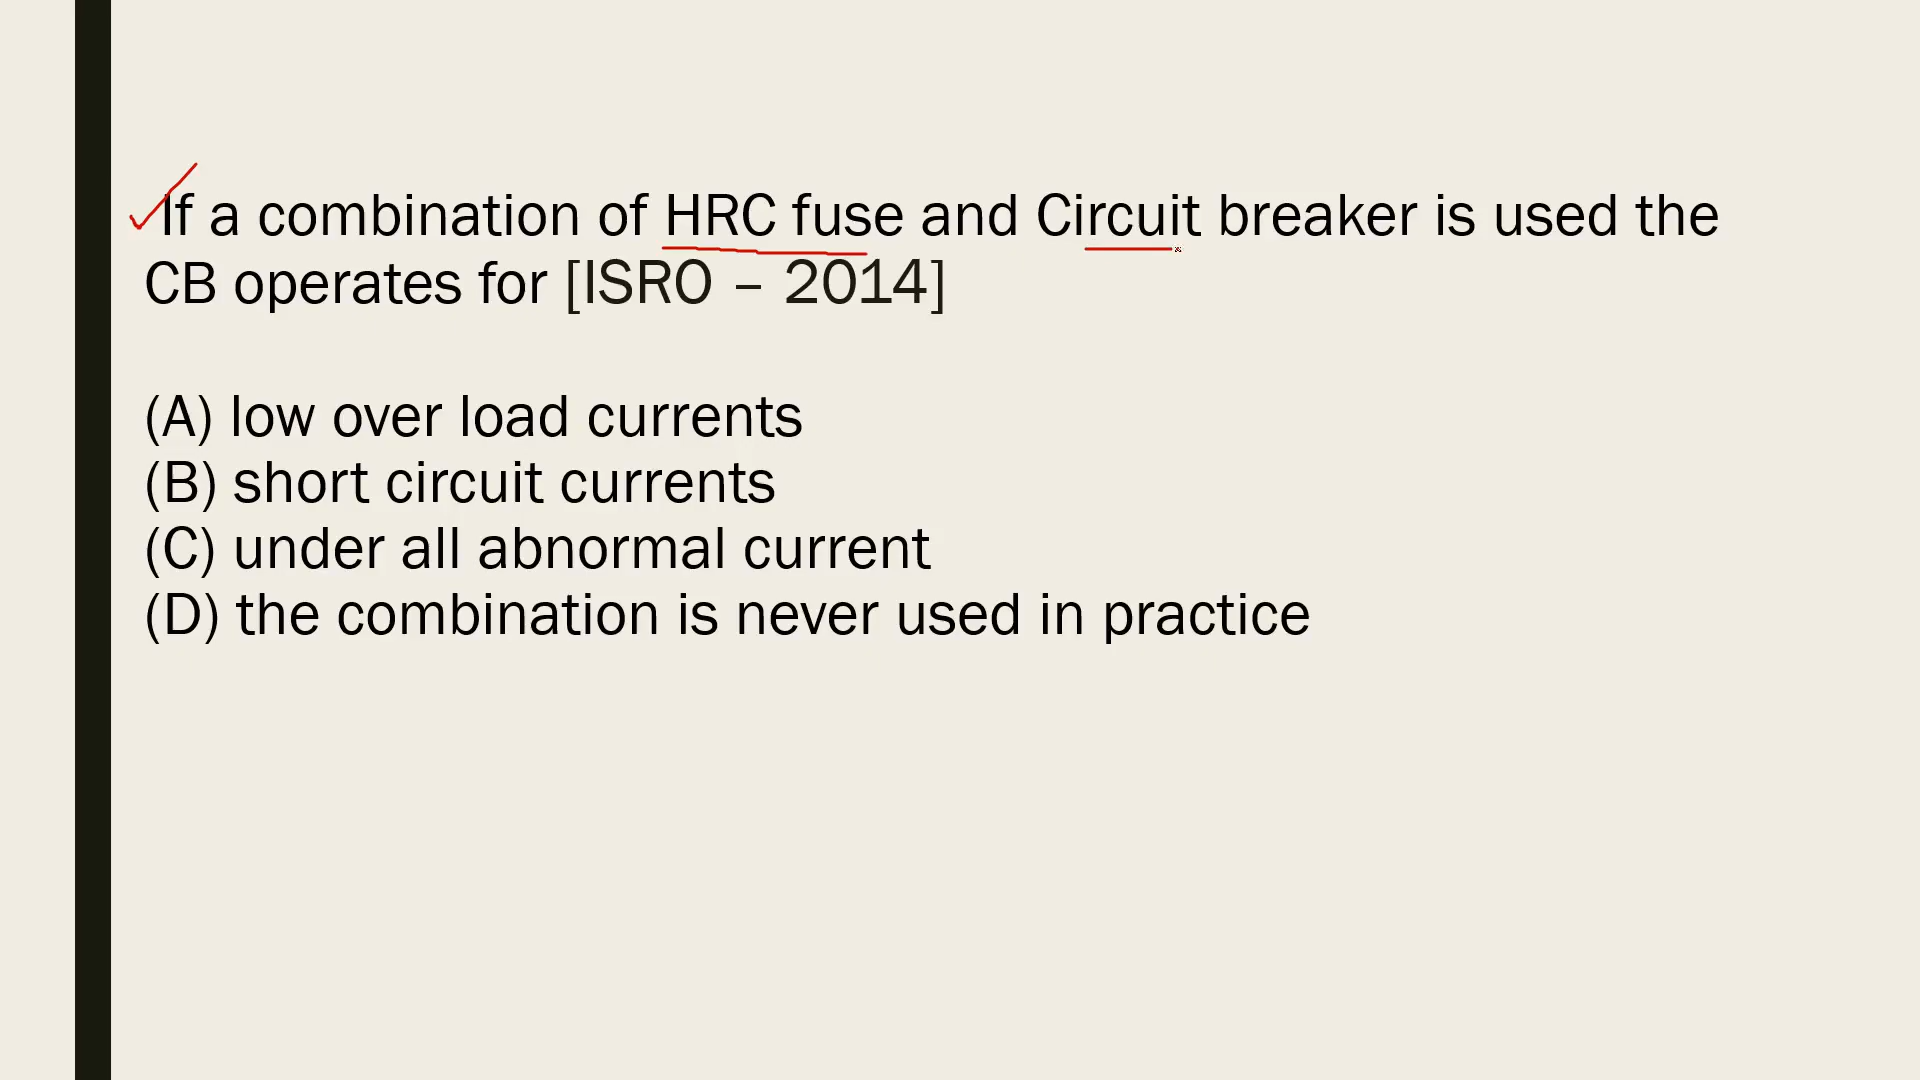 If a combination of HRC fuse and Circuit breaker is used the
CB operates for [ISRO – 2014]
(A) low over load currents
(B) short circuit currents
(C) under all abnormal current
(D) the combination is never used in practice